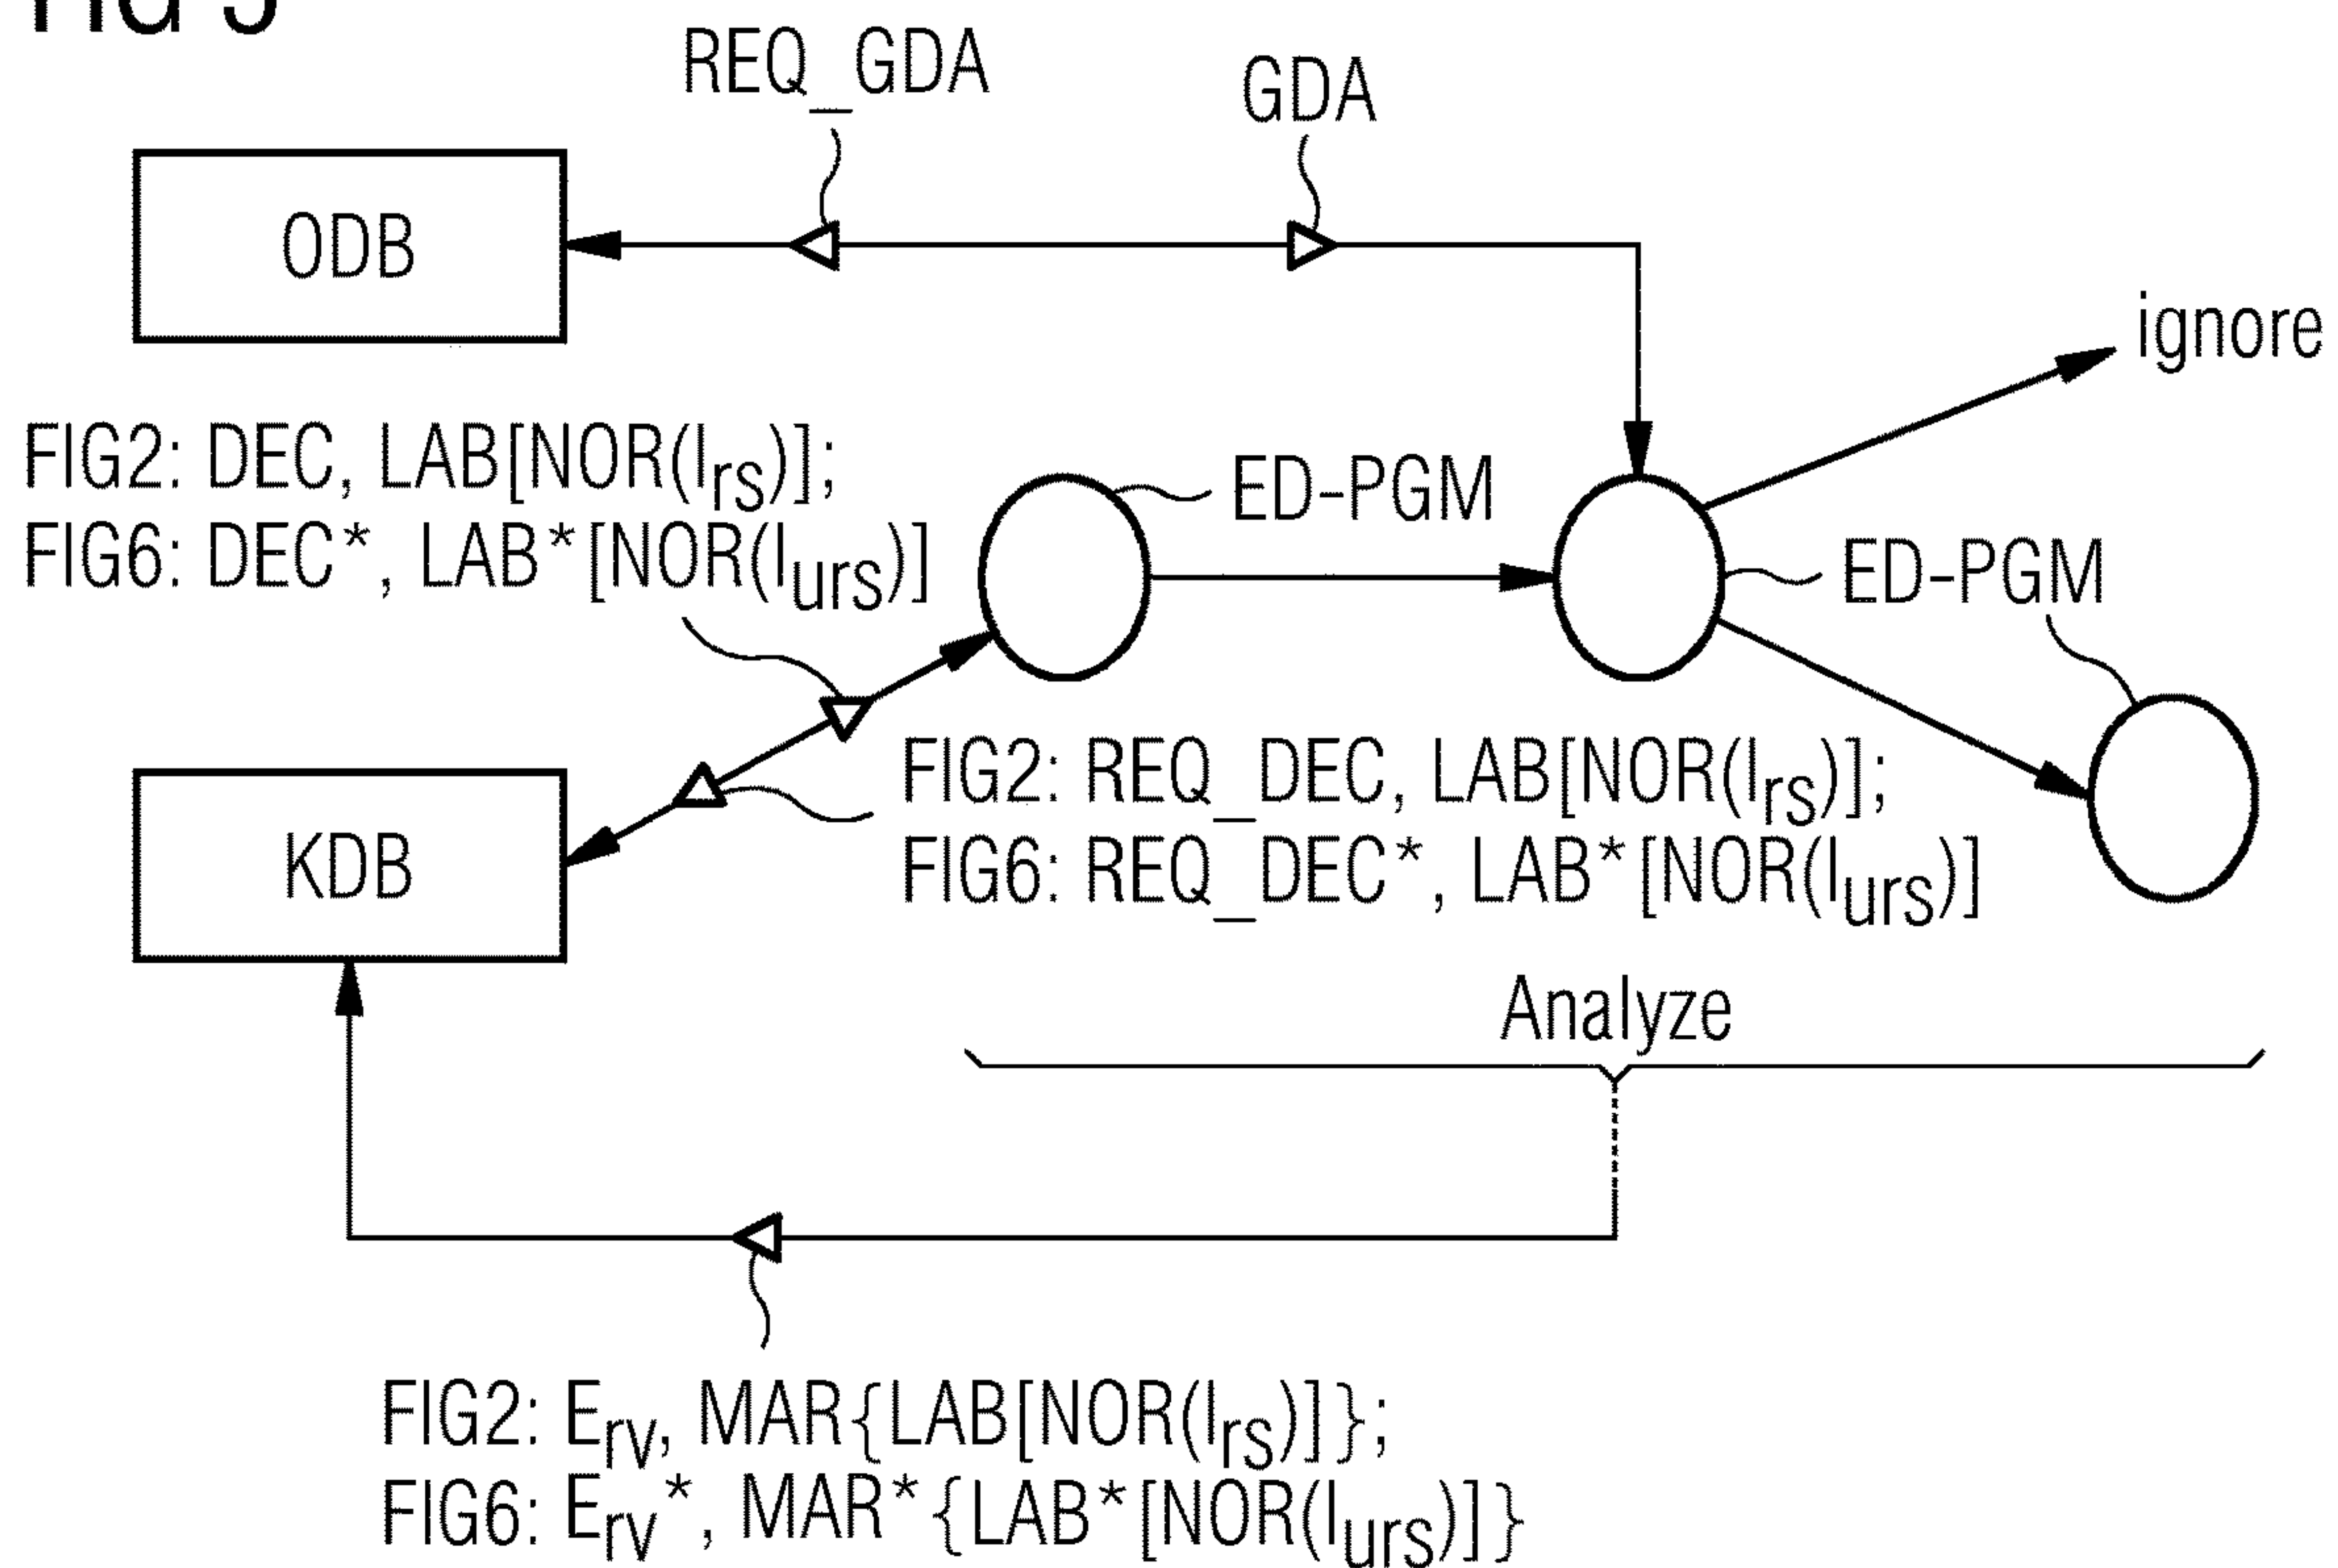 FIG 5
REQ_GDA
GDA
ODB
ignore
FIG2: DEC, LAB[NOR(Irs)];
FIG6: DEC*, LAB*[NOR(Iurs)]
ED-PGM
ED-PGM
FIG2: REQ_DEC, LAB[NOR(Irs)];
FIG6: REQ_DEC*, LAB*[NOR(Iurs)]
KDB
Analyze
FIG2: Erv, MAR{LAB[NOR(Irs)]};
FIG6: Erv*, MAR*{LAB*[NOR(Iurs)]}